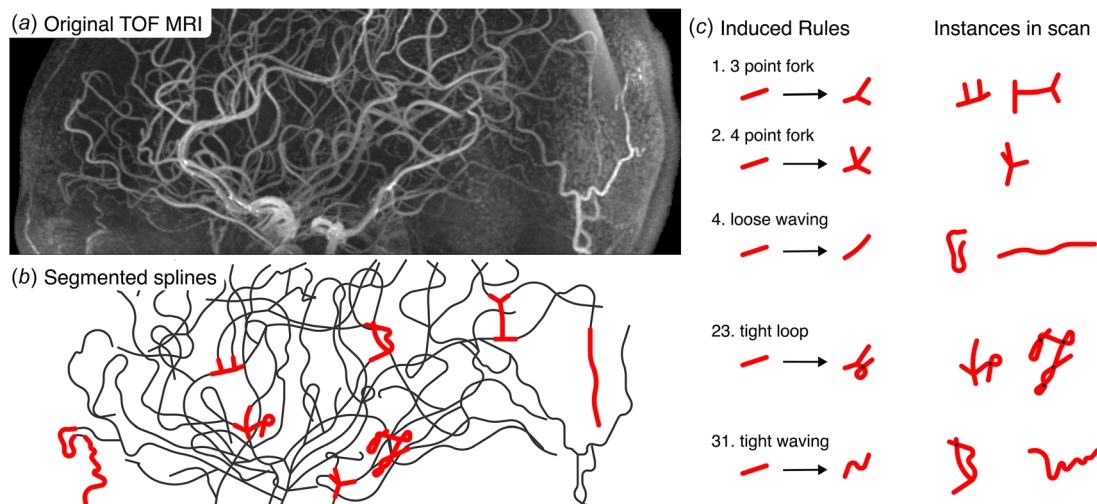 (a) Original TOF MRI
(b) Segmented splines
(c) Induced Rules
Instances in scan
1. 3 point fork
2. 4 point fork
4. loose waving
23. tight loop
31. tight waving